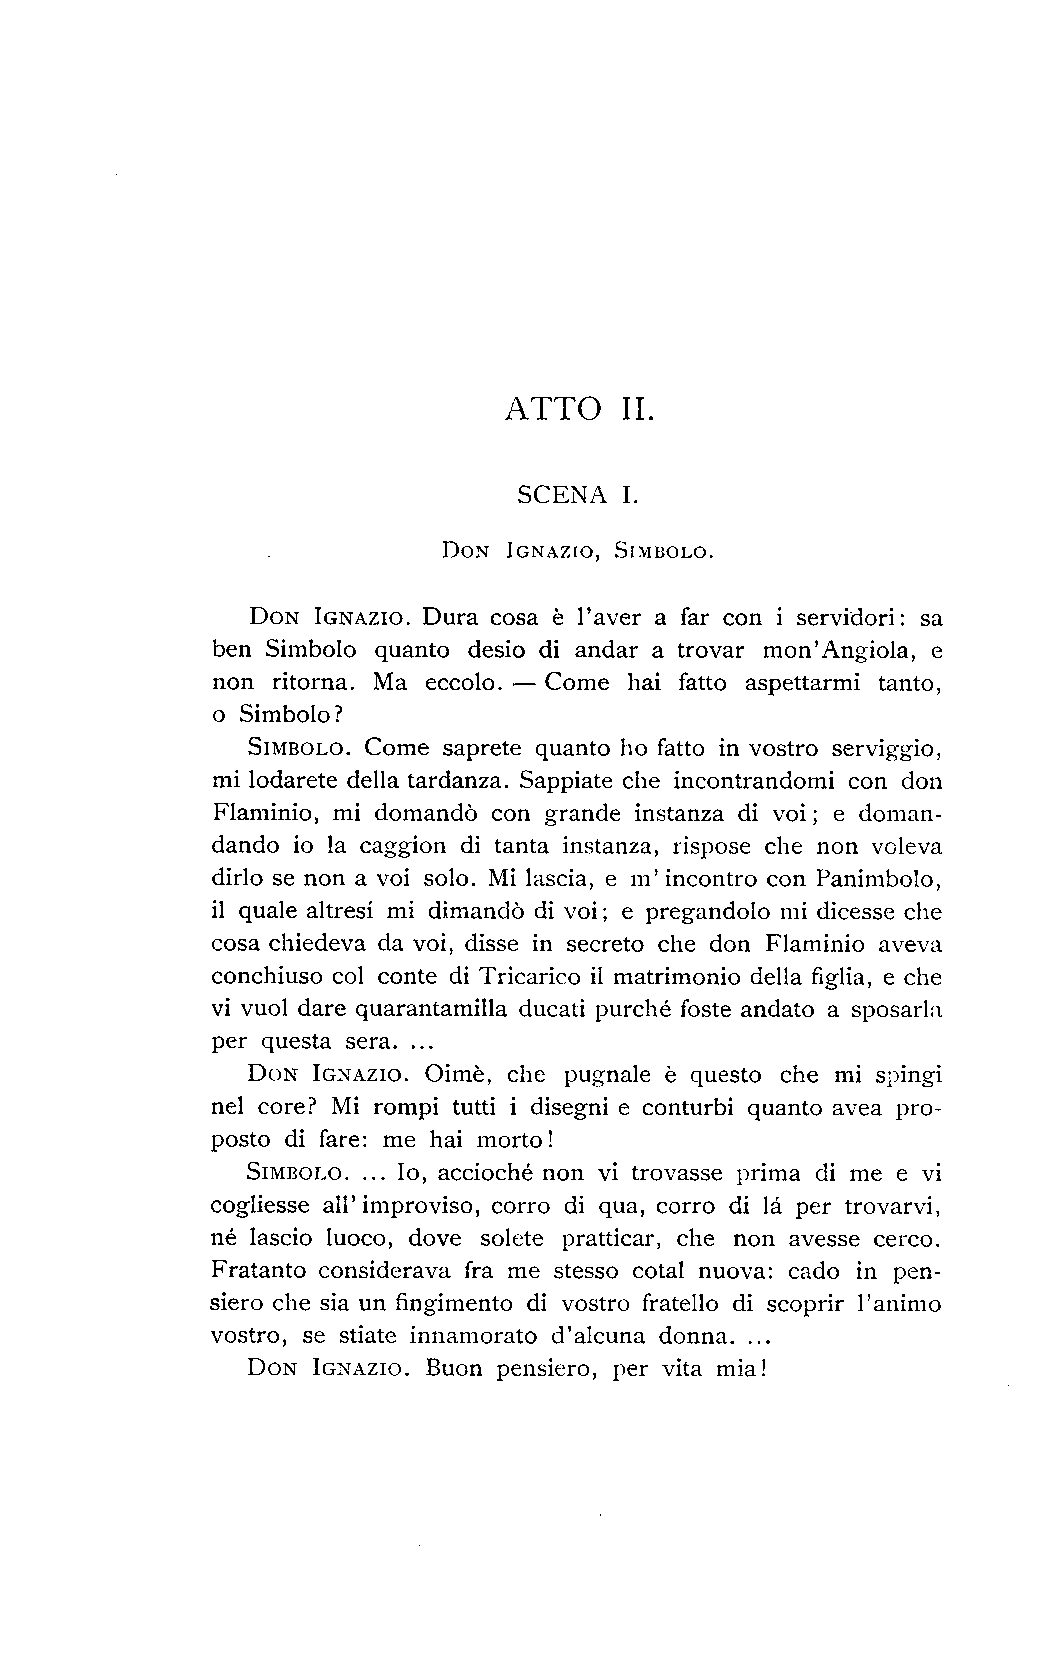 ATTO II.
SCENA I.
Don Ignazio, Simbolo.
Don Ignazio. Dura cosa è l'aver a far con i servidori: sa
ben Simbolo quanto desio di andar a trovar mon'Angiola, e
non ritorna. Ma eccolo. — Come hai fatto aspettarmi tanto,
o Simbolo?
Simbolo. Come saprete quanto ho fatto in vostro serviggio,
mi lodarete della tardanza. Sappiate che incontrandomi con don
Flaminio, mi domandò con grande instanza di voi; e doman-
dando io la caggion di tanta instanza, rispose che non voleva
dirlo se non a voi solo. Mi lascia, e m' incontro con Panimbolo,
il quale altresí mi dimandò di voi; e pregandolo mi dicesse che
cosa chiedeva da voi, disse in secreto che don Flaminio aveva
conchiuso col conte di Tricarico il matrimonio della figlia, e che
vi vuol dare quarantamilla ducati purché foste andato a sposarla
per questa sera. ...
Don Ignazio. Oimè, che pugnale è questo che mi spingi
nel core? Mi rompi tutti i disegni e conturbi quanto avea pro-
posto di fare: me hai morto!
Simbolo. ... Io, accioché non vi trovasse prima di me e vi
cogliesse all' improviso, corro di qua, corro di lá per trovarvi,
né lascio luoco, dove solete pratticar, che non avesse cerco.
Fratanto considerava fra me stesso cotal nuova: cado in pen-
siero che sia un fingimento di vostro fratello di scoprir l'animo
vostro, se stiate innamorato d'alcuna donna. ...
Don Ignazio. Buon pensiero, per vita mia!